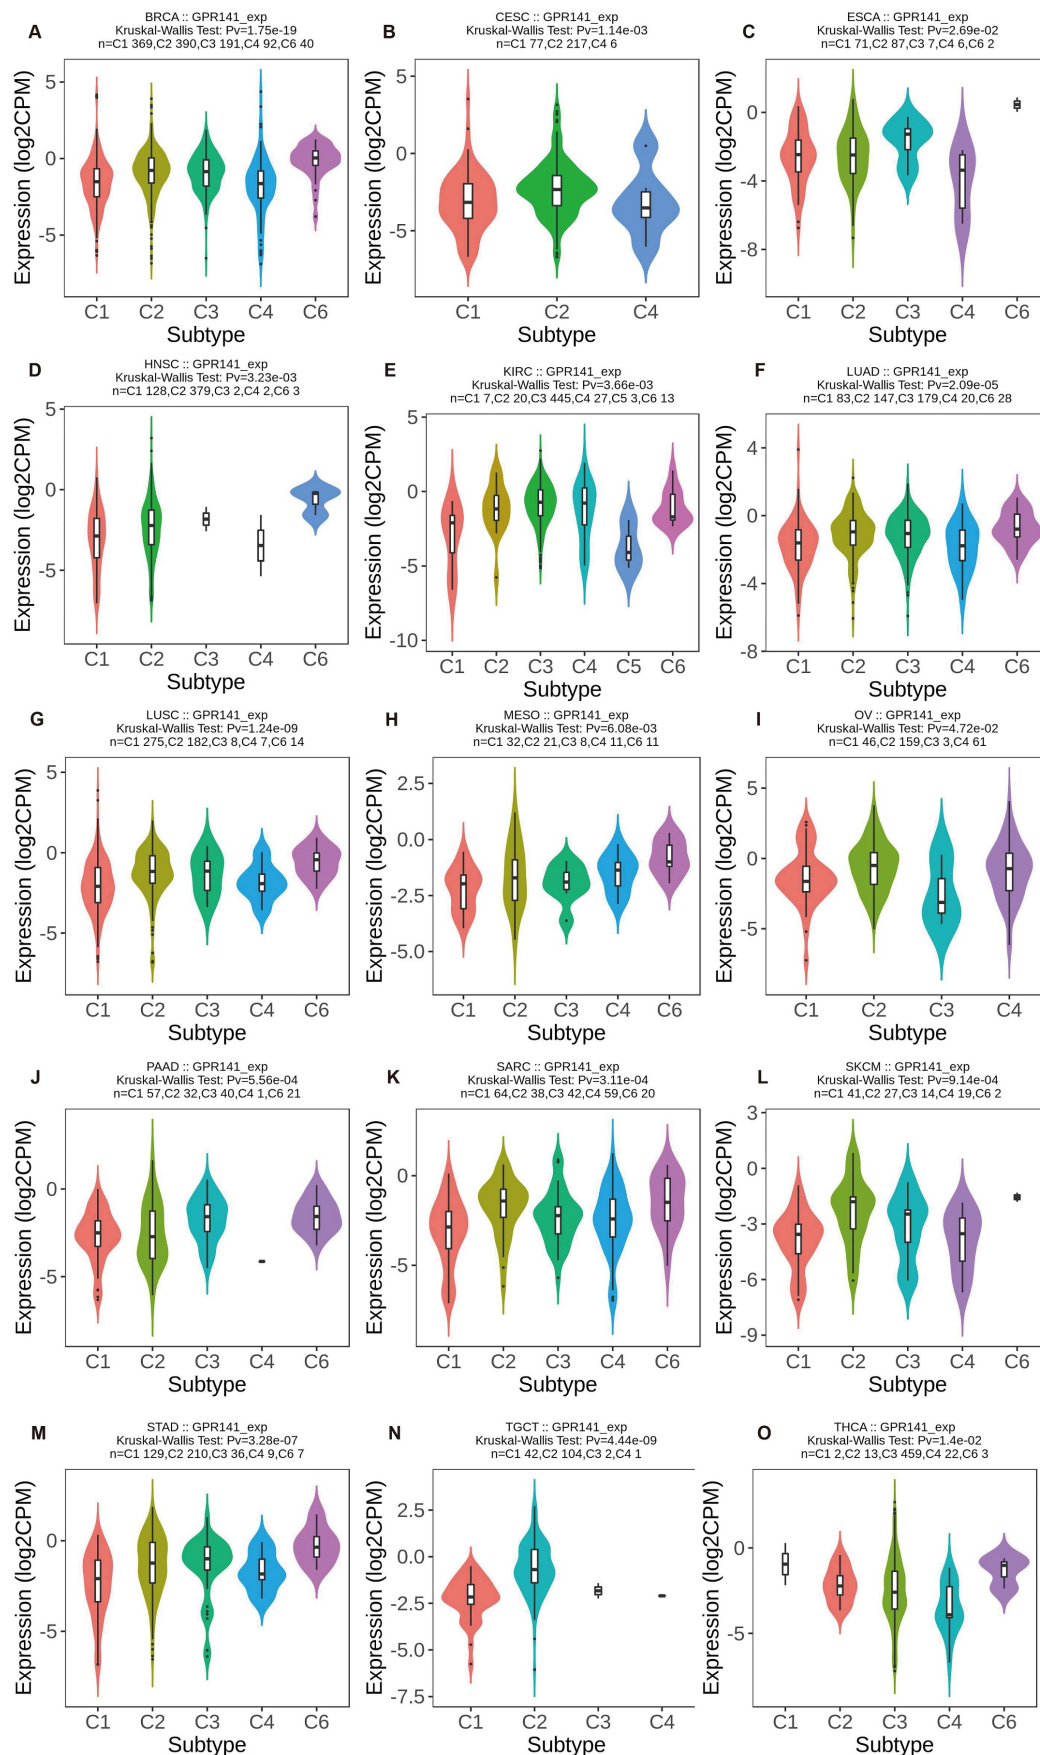 A
BRCA :: GPR141_exp
Kruskal-Wallis Test: Pv=1.75e-19
n=C1 369,C2 390,C3 191,C4 92,C6 40
Expression (log2CPM)
5
0
-5
C1 C2 C3 C4 C6
Subtype
B
CESC :: GPR141_exp
Kruskal-Wallis Test: Pv=1.14e-03
n=C1 77,C2 217,C4 6
Expression (log2CPM)
5
0
-5
C1 C2 C4
Subtype
C
ESCA :: GPR141_exp
Kruskal-Wallis Test: Pv=2.69e-02
n=C1 71,C2 87,C3 7,C4 6,C6 2
Expression (log2CPM)
0
-4
-8
C1 C2 C3 C4 C6
Subtype
D
HNSC :: GPR141_exp
Kruskal-Wallis Test: Pv=3.23e-03
n=C1 128,C2 379,C3 2,C4 2,C6 3
Expression (log2CPM)
5
0
-5
C1 C2 C3 C4 C6
Subtype
E
KIRC :: GPR141_exp
Kruskal-Wallis Test: Pv=3.66e-03
n=C1 7,C2 20,C3 445,C4 27,C5 3,C6 13
Expression (log2CPM)
5
0
-5
-10
C1 C2 C3 C4 C5 C6
Subtype
F
LUAD :: GPR141_exp
Kruskal-Wallis Test: Pv=2.09e-05
n=C1 83,C2 147,C3 179,C4 20,C6 28
Expression (log2CPM)
4
0
-4
-8
C1 C2 C3 C4 C6
Subtype
G
LUSC :: GPR141_exp
Kruskal-Wallis Test: Pv=1.24e-09
n=C1 275,C2 182,C3 8,C4 7,C6 14
Expression (log2CPM)
5
0
-5
C1 C2 C3 C4 C6
Subtype
H
MESO :: GPR141_exp
Kruskal-Wallis Test: Pv=6.08e-03
n=C1 32,C2 21,C3 8,C4 11,C6 11
Expression (log2CPM)
2.5
0.0
-2.5
-5.0
C1 C2 C3 C4 C6
Subtype
I
OV :: GPR141_exp
Kruskal-Wallis Test: Pv=4.72e-02
n=C1 46,C2 159,C3 3,C4 61
Expression (log2CPM)
5
0
-5
C1 C2 C3 C4
Subtype
J
PAAD :: GPR141_exp
Kruskal-Wallis Test: Pv=5.56e-04
n=C1 57,C2 32,C3 40,C4 1,C6 21
Expression (log2CPM)
0
-5
C1 C2 C3 C4 C6
Subtype
K
SARC :: GPR141_exp
Kruskal-Wallis Test: Pv=3.11e-04
n=C1 64,C2 38,C3 42,C4 59,C6 20
Expression (log2CPM)
0
-5
C1 C2 C3 C4 C6
Subtype
L
SKCM :: GPR141_exp
Kruskal-Wallis Test: Pv=9.14e-04
n=C1 41,C2 27,C3 14,C4 19,C6 2
Expression (log2CPM)
3
0
-3
-6
-9
C1 C2 C3 C4 C6
Subtype
M
STAD :: GPR141_exp
Kruskal-Wallis Test: Pv=3.28e-07
n=C1 129,C2 210,C3 36,C4 9,C6 7
Expression (log2CPM)
0
-5
C1 C2 C3 C4 C6
Subtype
N
TGCT :: GPR141_exp
Kruskal-Wallis Test: Pv=4.44e-09
n=C1 42,C2 104,C3 2,C4 1
Expression (log2CPM)
2.5
0.0
-2.5
-5.0
-7.5
C1 C2 C3 C4
Subtype
O
THCA :: GPR141_exp
Kruskal-Wallis Test: Pv=1.4e-02
n=C1 2,C2 13,C3 459,C4 22,C6 3
Expression (log2CPM)
0
-5
C1 C2 C3 C4 C6
Subtype